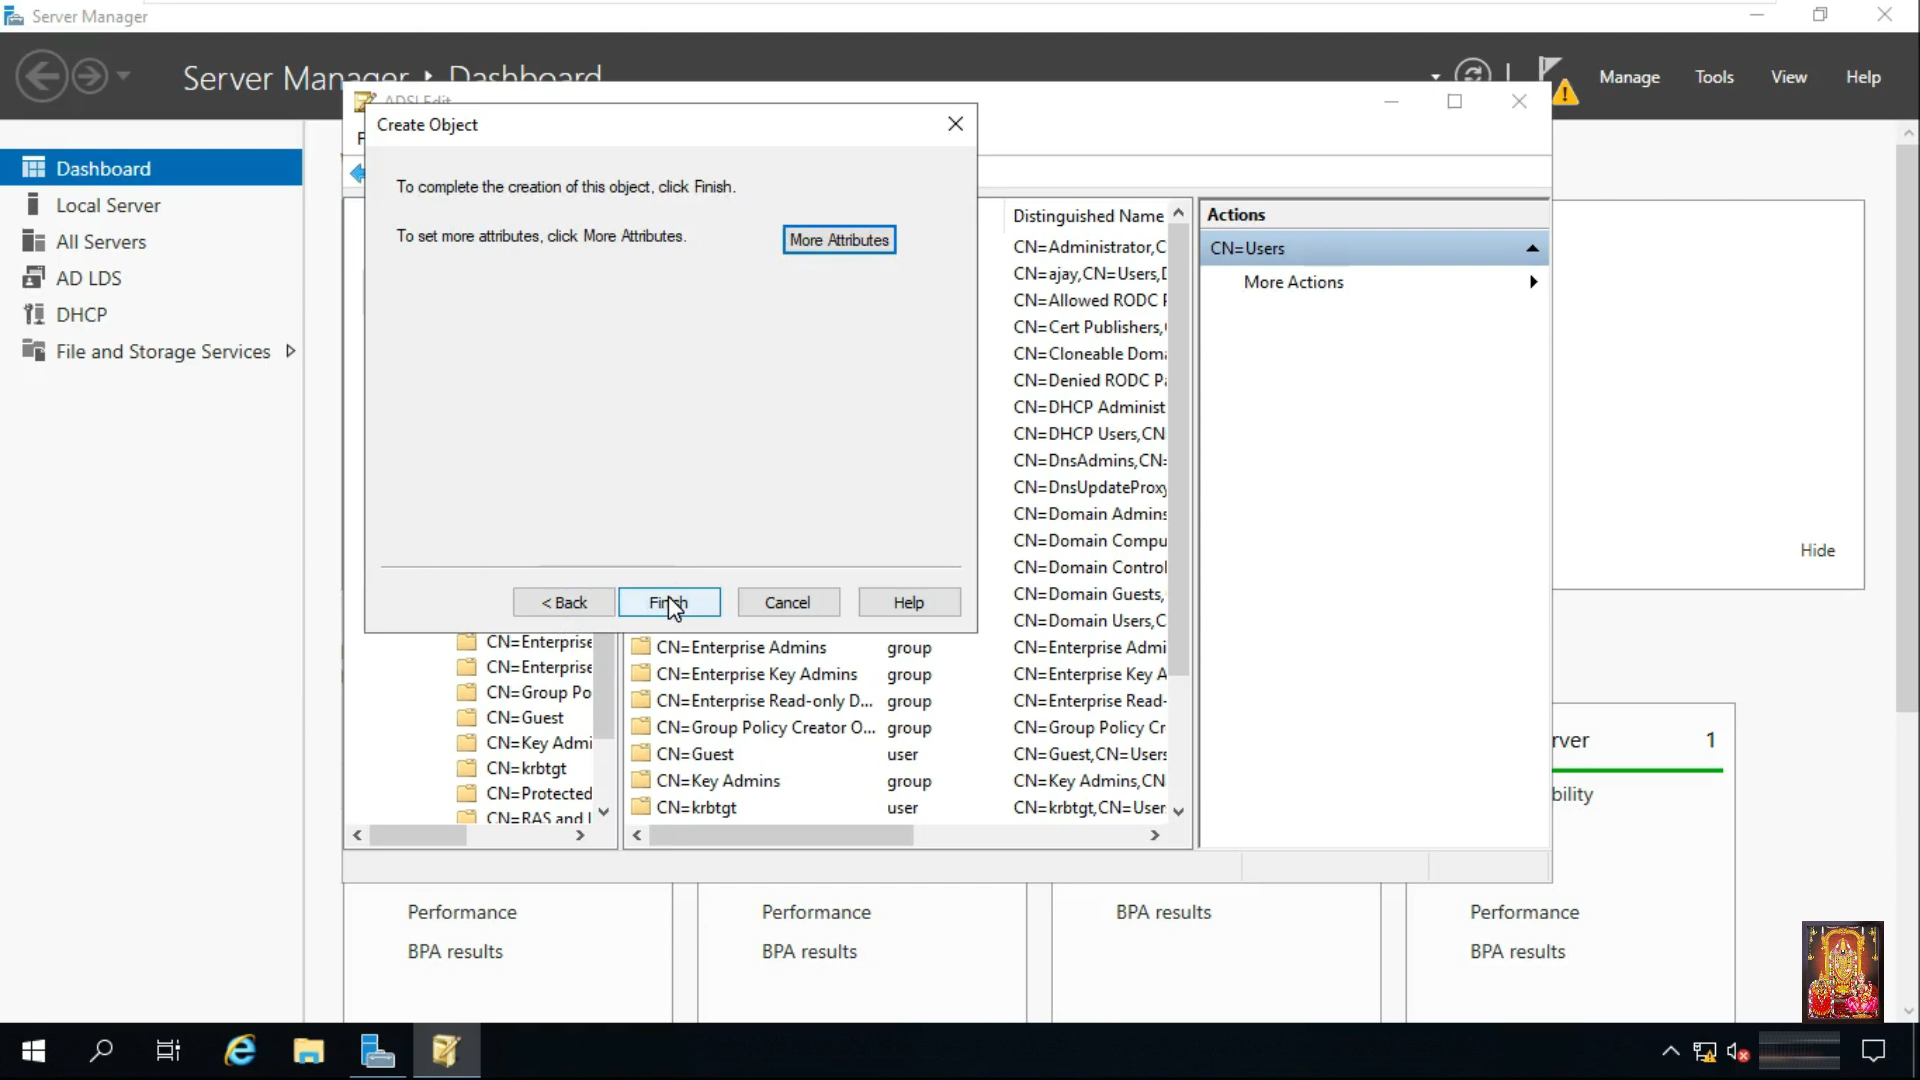 Server Manager
Server Manager • Dashboard
Manage Tools View Help
ADSI Edit
Create Object
To complete the creation of this object, click Finish.
To set more attributes, click More Attributes.
More Attributes
< Back
Finish
Cancel
Help
Dashboard
Local Server
All Servers
AD LDS
DHCP
File and Storage Services
CN=Enterprise
CN=Enterprise
CN=Group Po
CN=Guest
CN=Key Admi
CN=krbtgt
CN=Protected
CN=RAS and I
Distinguished Name
CN=Administrator,C
CN=ajay,CN=Users,D
CN=Allowed RODC P
CN=Cert Publishers,
CN=Cloneable Doma
CN=Denied RODC Pa
CN=DHCP Administ
CN=DHCP Users,CN
CN=DnsAdmins,CN=
CN=DnsUpdateProxy
CN=Domain Admins
CN=Domain Compu
CN=Domain Control
CN=Domain Guests,
CN=Domain Users,C
CN=Enterprise Admins group CN=Enterprise Admi
CN=Enterprise Key Admins group CN=Enterprise Key A
CN=Enterprise Read-only D... group CN=Enterprise Read-
CN=Group Policy Creator O... group CN=Group Policy Cr
CN=Guest user CN=Guest,CN=Users
CN=Key Admins group CN=Key Admins,CN
CN=krbtgt user CN=krbtgt,CN=User
Actions
CN=Users
More Actions
Hide
rver 1
bility
Performance
BPA results
Performance
BPA results
BPA results
Performance
BPA results